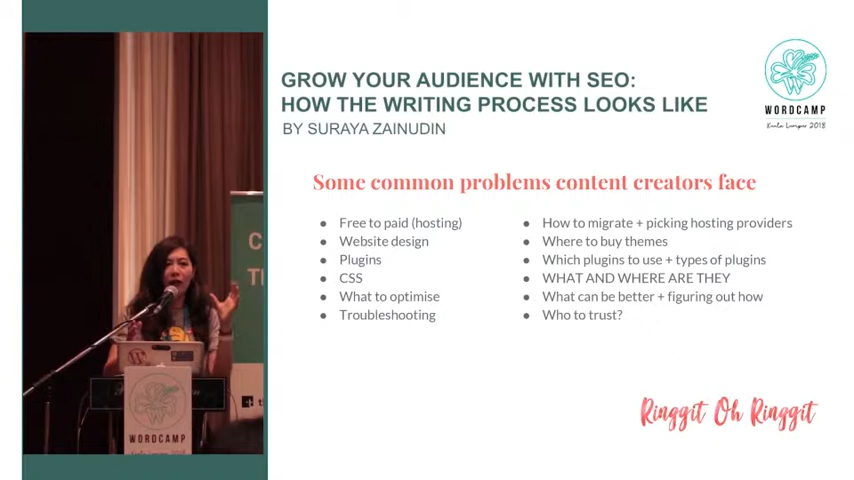 GROW YOUR AUDIENCE WITH SEO:
HOW THE WRITING PROCESS LOOKS LIKE
BY SURAYA ZAINUDIN
WORDCAMP
Kuala Lumpur 2018
Some common problems content creators face
Free to paid (hosting)
Website design
Plugins
CSS
What to optimise
Troubleshooting
How to migrate + picking hosting providers
Where to buy themes
Which plugins to use + types of plugins
WHAT AND WHERE ARE THEY
What can be better + figuring out how
Who to trust?
Ringgit Oh Ringgit
WORDCAMP